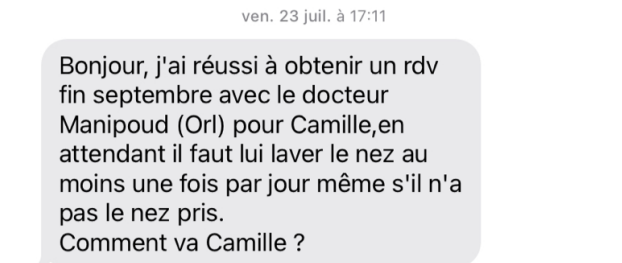 ven. 23 juil. à 17:11
Bonjour, j'ai réussi à obtenir un rdv
fin septembre avec le docteur
Manipoud (Orl) pour Camille,en
attendant il faut lui laver le nez au
moins une fois par jour même s'il n'a
pas le nez pris.
Comment va Camille ?